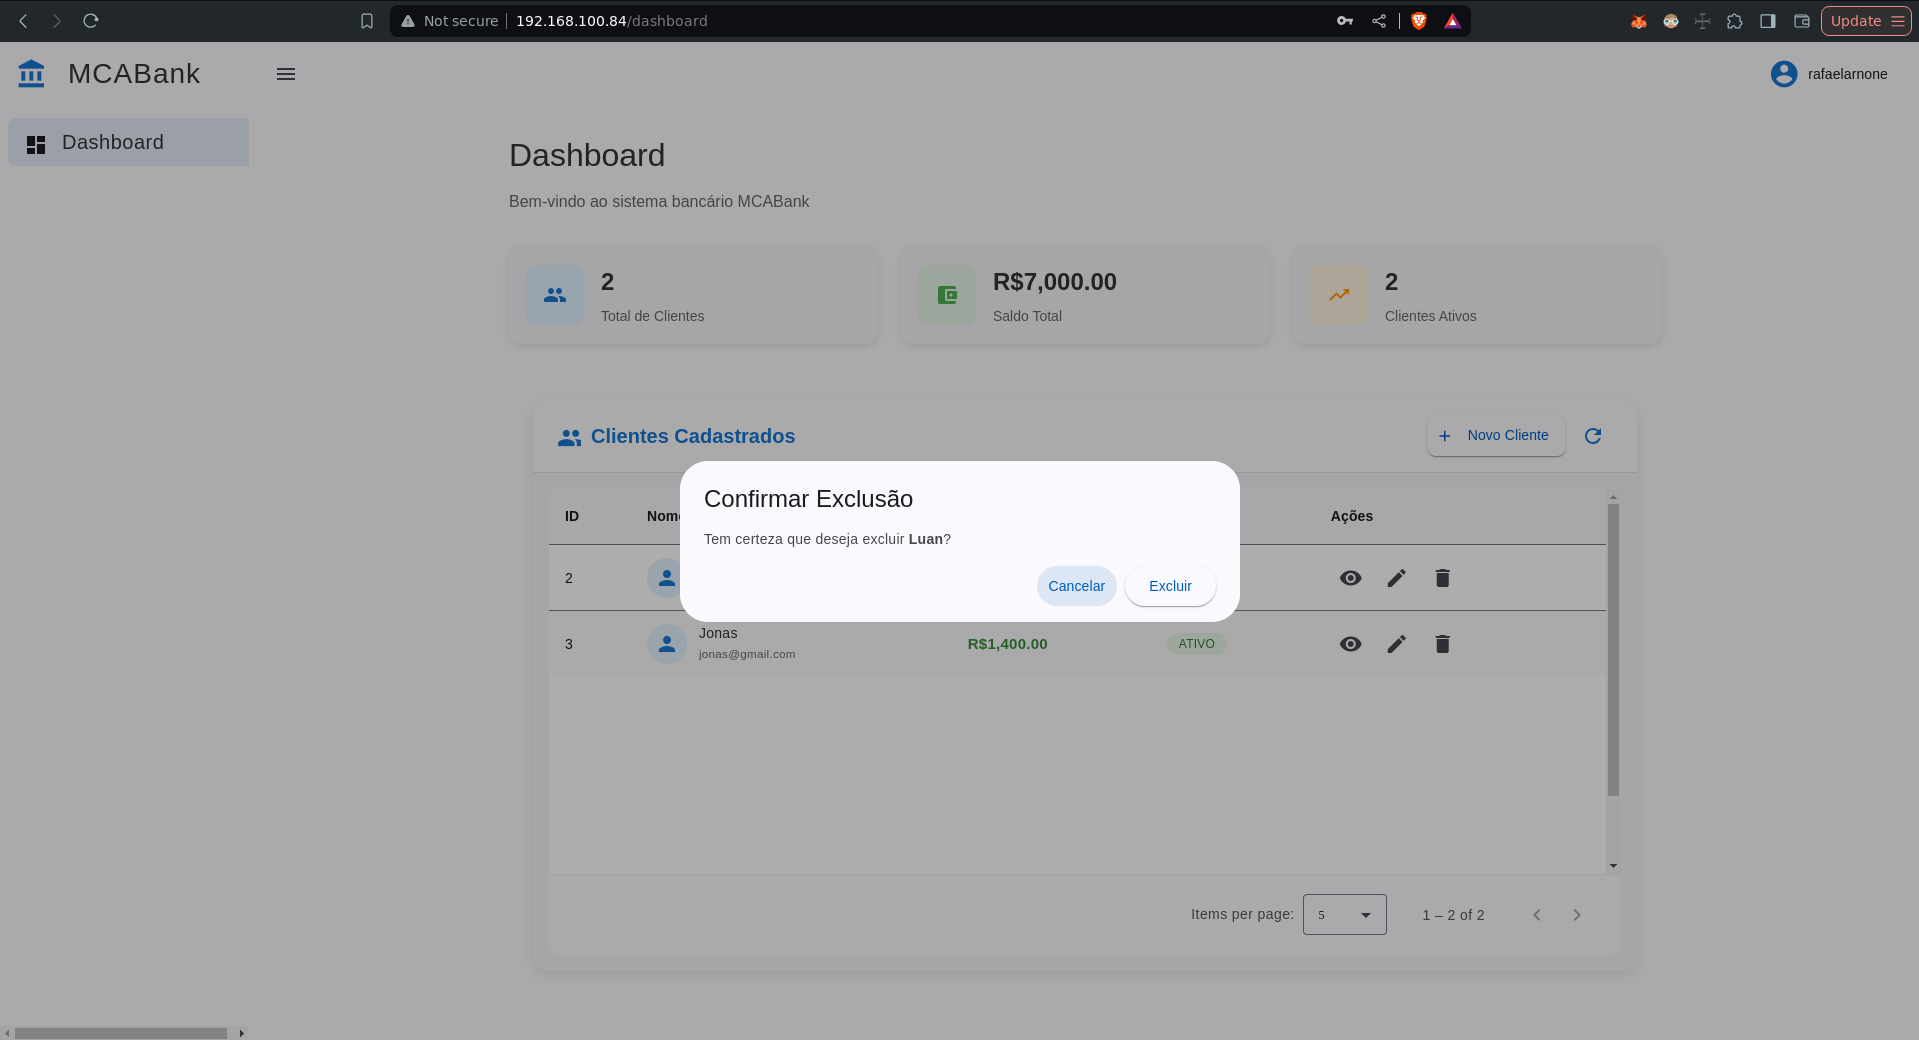 Not secure 192.168.100.84/dashboard Update
MCABank rafaelarnone
Dashboard
Dashboard
Bem-vindo ao sistema bancário MCABank
2
Total de Clientes
R$7,000.00
Saldo Total
2
Clientes Ativos
Clientes Cadastrados + Novo Cliente
Confirmar Exclusão
Tem certeza que deseja excluir Luan?
Cancelar Excluir
ID Nome Ações
2
3 Jonas R$1,400.00 ATIVO
jonas@gmail.com
Items per page: 5 1 – 2 of 2